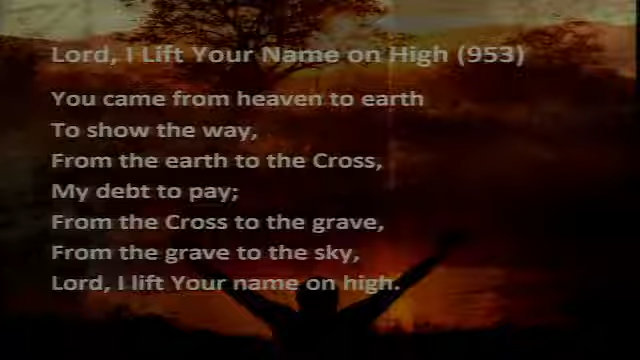 Lord, I Lift Your Name on High (953)
You came from heaven to earth
To show the way,
From the earth to the Cross,
My debt to pay;
From the Cross to the grave,
From the grave to the sky,
Lord, I lift Your name on high.